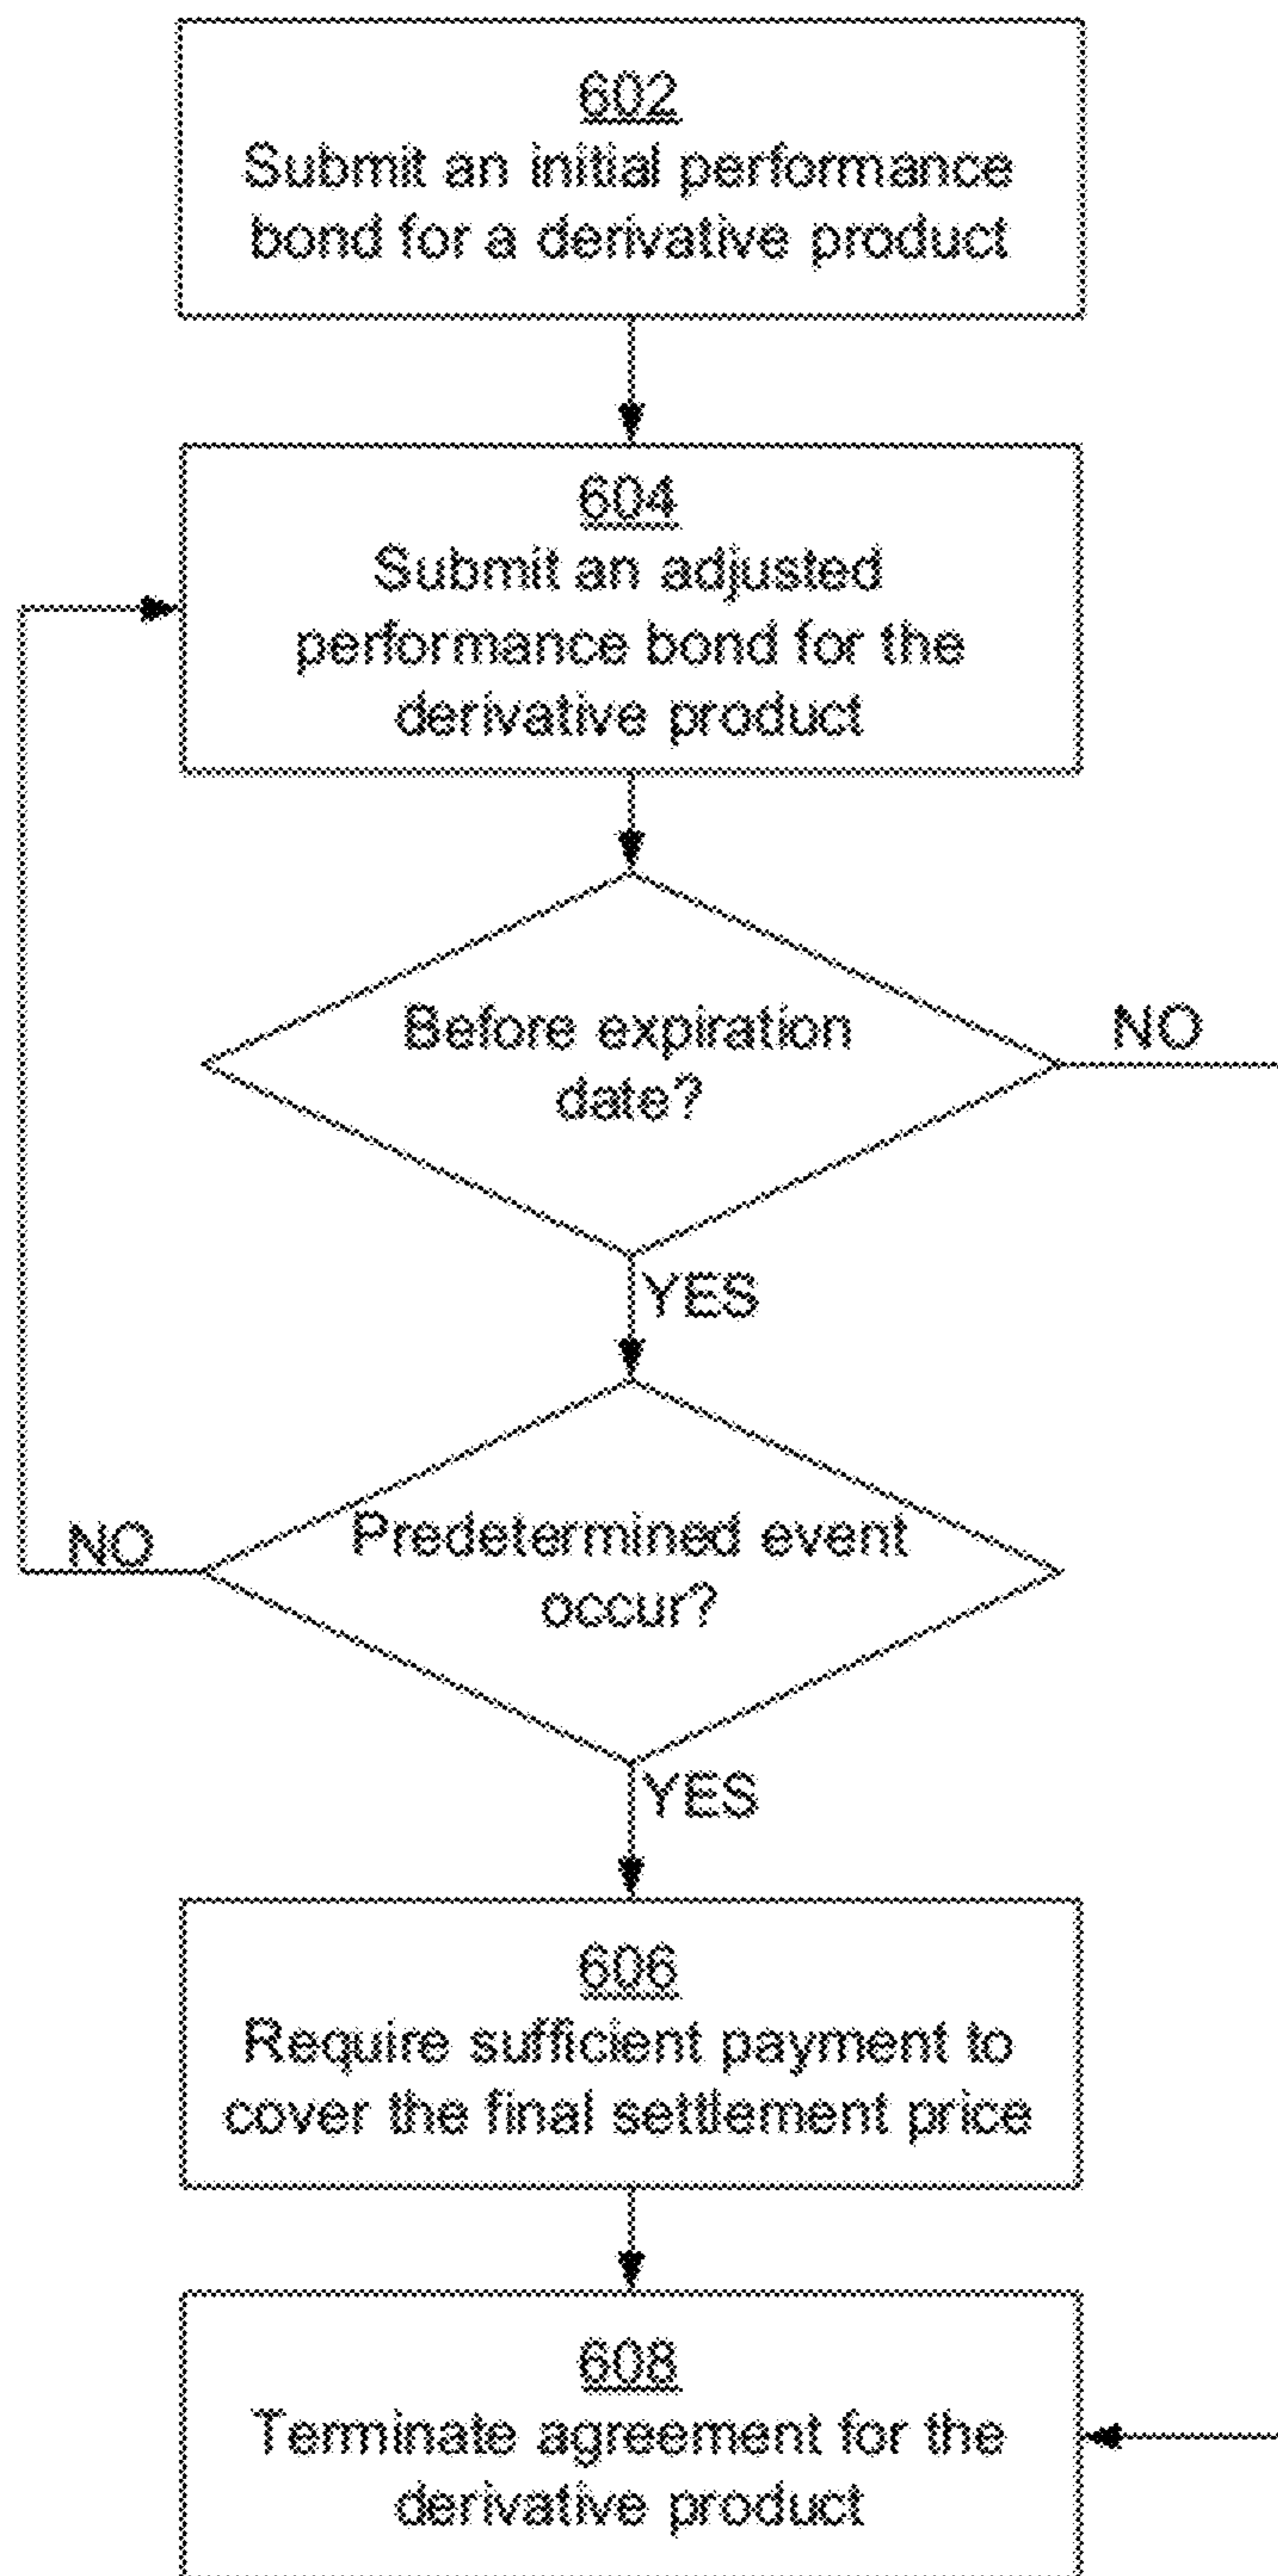 602
Submit an initial performance
bond for a derivative product
604
Submit an adjusted
performance bond for the
derivative product
Before expiration
date?
NO
YES
Predetermined event
occur?
NO
YES
606
Require sufficient payment to
cover the final settlement price
608
Terminate agreement for the
derivative product